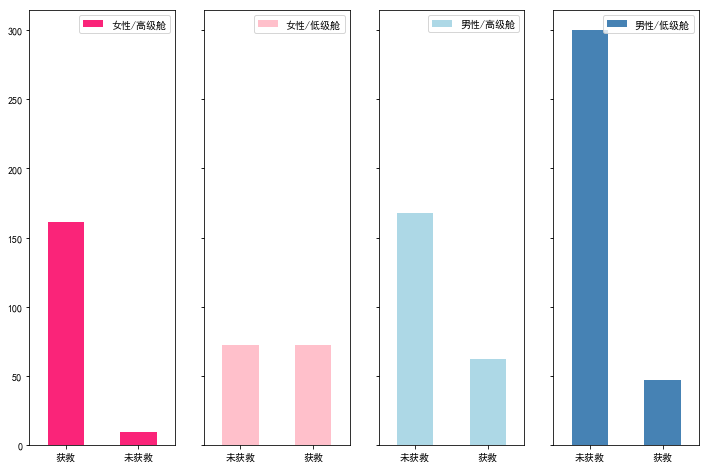 女性/高级舱
女性/低级舱
男性/高级舱
男性/低级舱
300
250
200
150
100
50
0
获救
未获救
未获救
获救
未获救
获救
未获救
获救